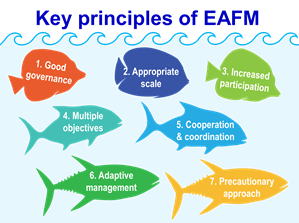 Key principles of EAFM
1. Good
governance
2. Appropriate
scale
3. Increased
participation
4. Multiple
objectives
5. Cooperation
& coordination
6. Adaptive
management
7. Precautionary
approach